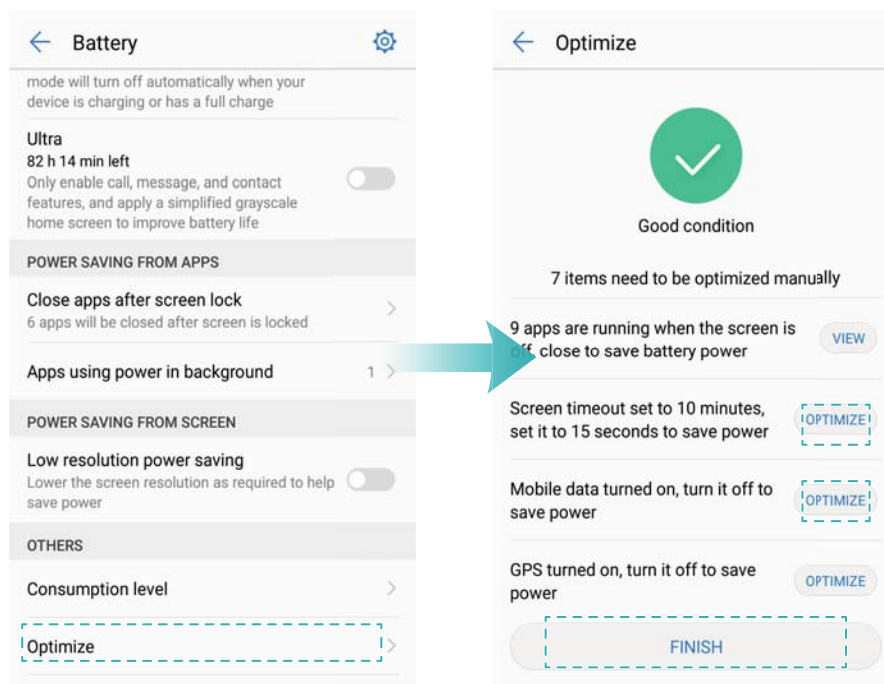 Battery
mode will turn off automatically when your
device is charging or has a full charge
Ultra
82 h 14 min left
Only enable call, message, and contact
features, and apply a simplified grayscale
home screen to improve battery life
POWER SAVING FROM APPS
Close apps after screen lock
6 apps will be closed after screen is locked
Apps using power in background
1
POWER SAVING FROM SCREEN
Low resolution power saving
Lower the screen resolution as required to help
save power
OTHERS
Consumption level
Optimize
Optimize
Good condition
7 items need to be optimized manually
9 apps are running when the screen is
off, close to save battery power
VIEW
Screen timeout set to 10 minutes,
set it to 15 seconds to save power
OPTIMIZE
Mobile data turned on, turn it off to
save power
OPTIMIZE
GPS turned on, turn it off to save
power
OPTIMIZE
FINISH